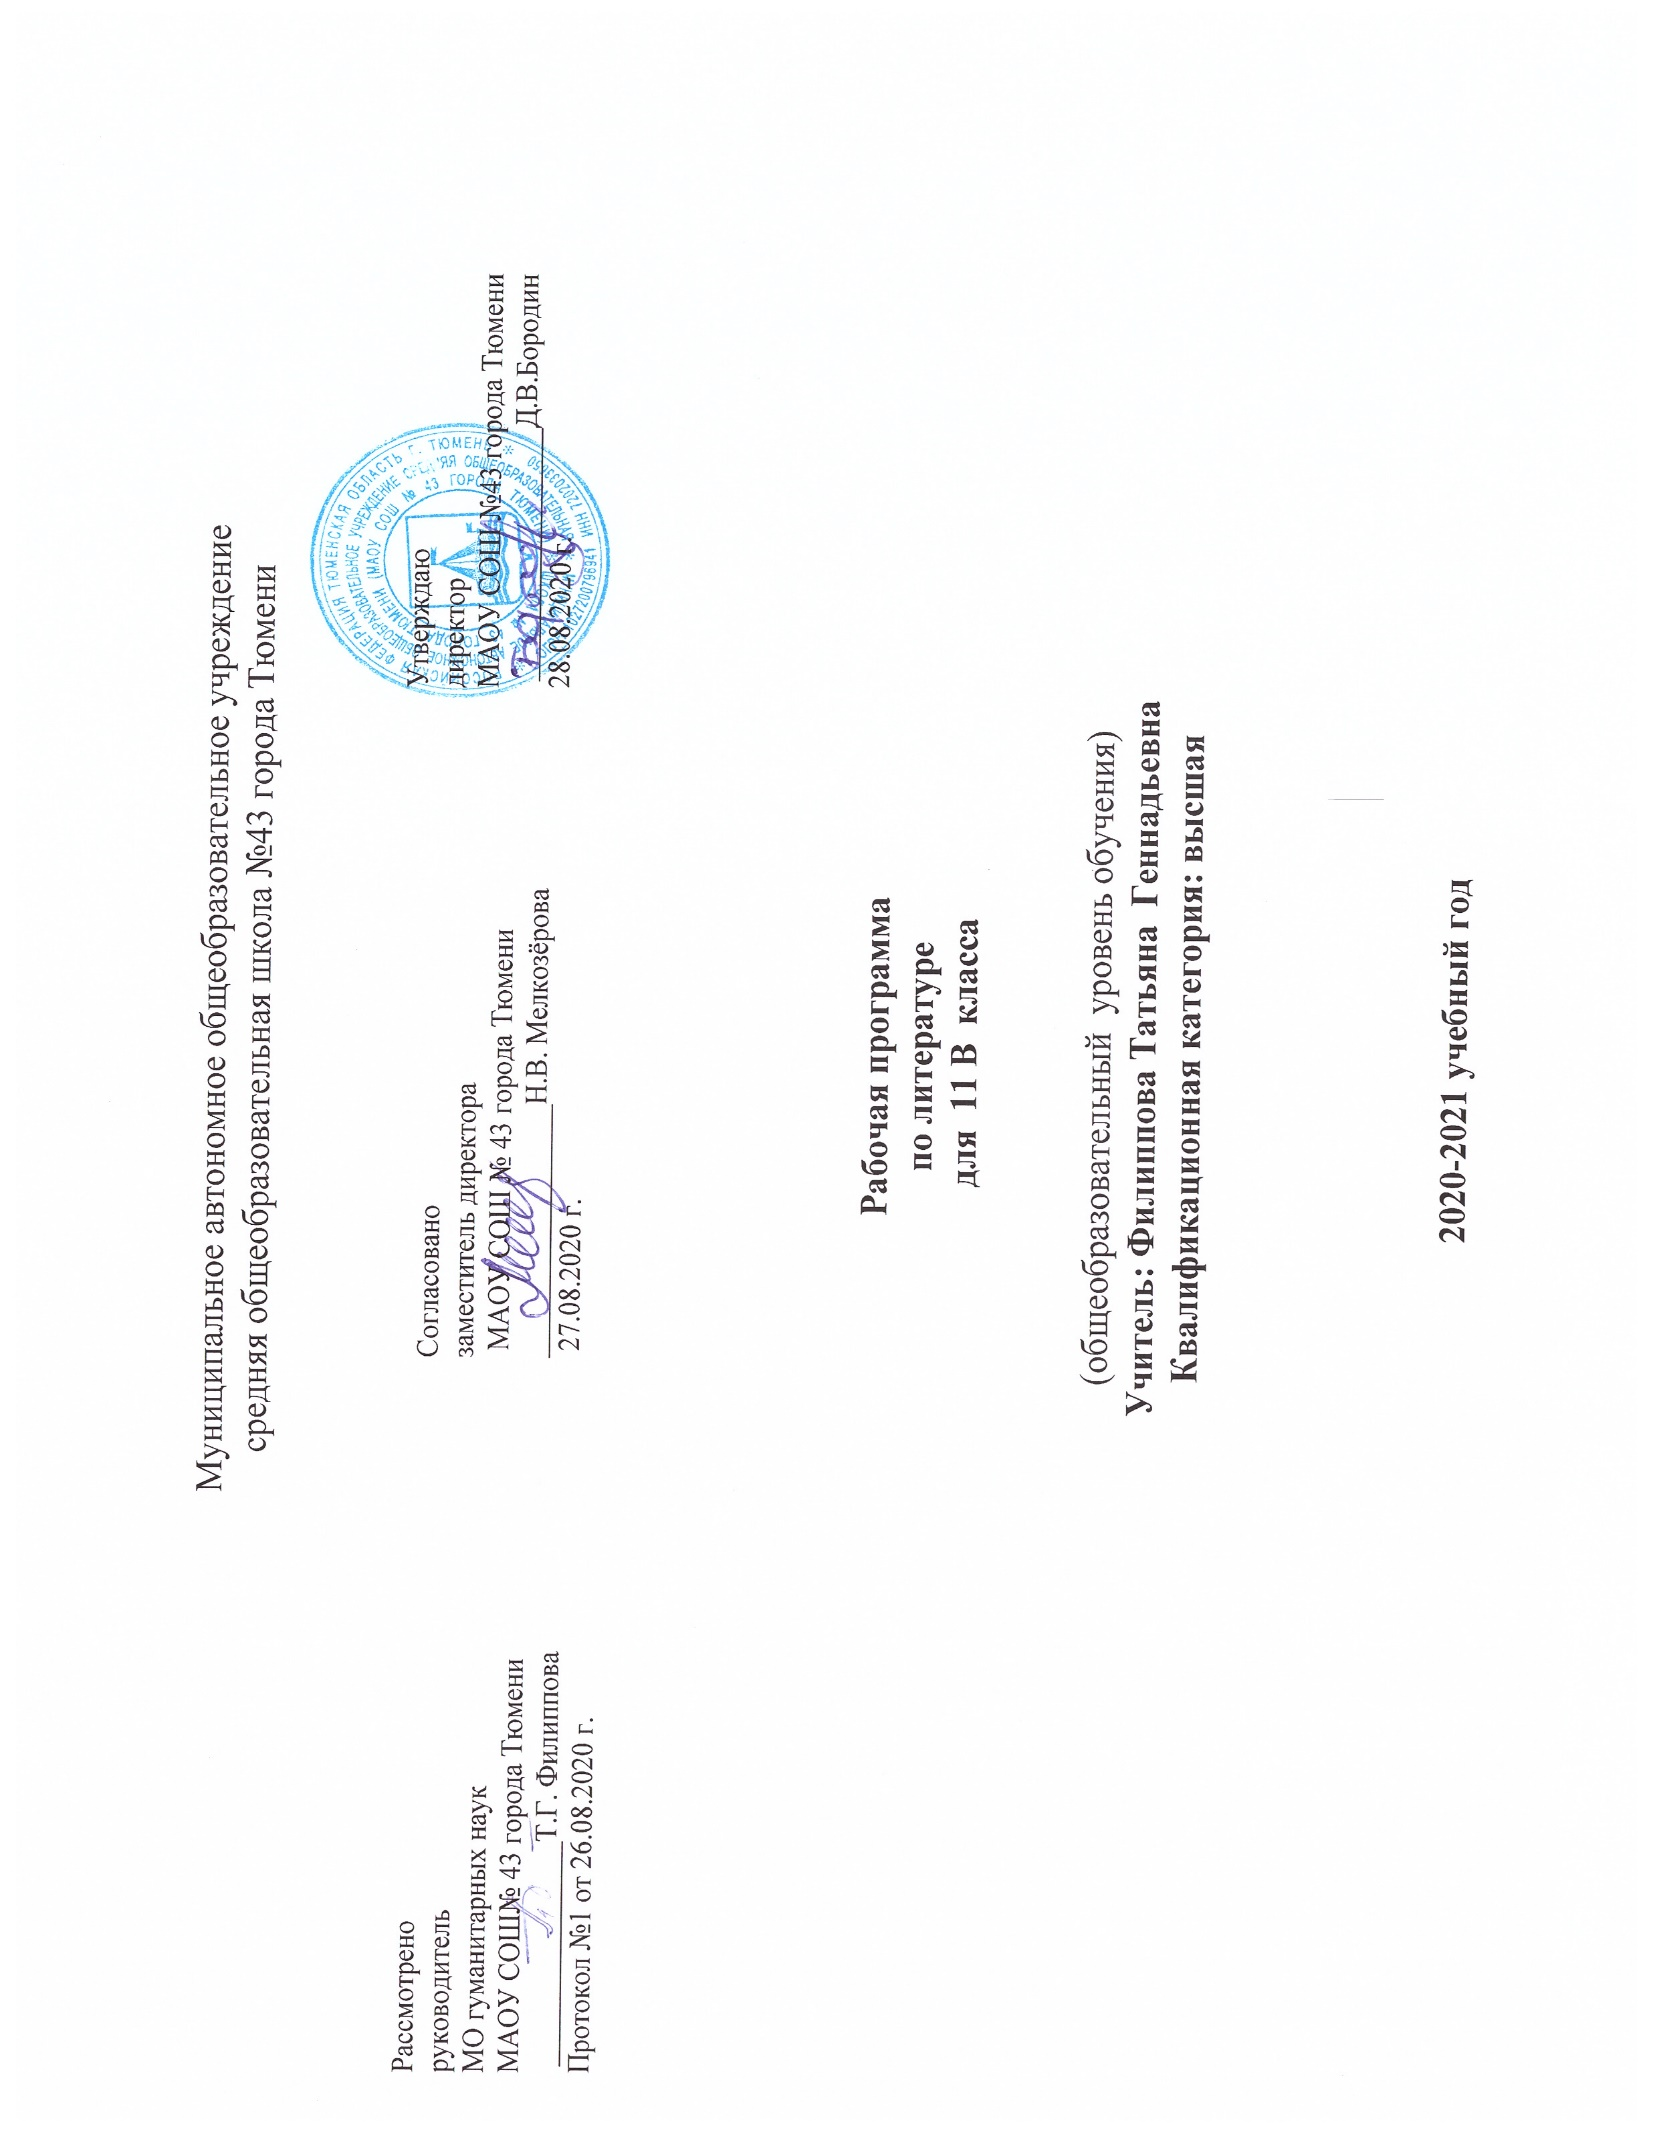 Муниципальное автономное общеобразовательное учреждение
средняя общеобразовательная школа №43 города Тюмени
Рассмотрено
руководитель
МО гуманитарных наук
МАОУ СОШ№ 43 города Тюмени
Т.Г. Филиппова
Протокол №1 от 26.08.2020 г.
Согласовано
заместитель директора
МАОУ СОШ № 43 города Тюмени
Н.В. Мелкозёрова
27.08.2020 г.
Утверждаю
директор
МАОУ СОШ №43 города Тюмени
Д.В.Бородин
28.08.2020 г.
Рабочая программа
по литературе
для 11 В класса
(общеобразовательный уровень обучения)
Учитель: Филиппова Татьяна Геннадьевна
Квалификационная категория: высшая
2020-2021 учебный год